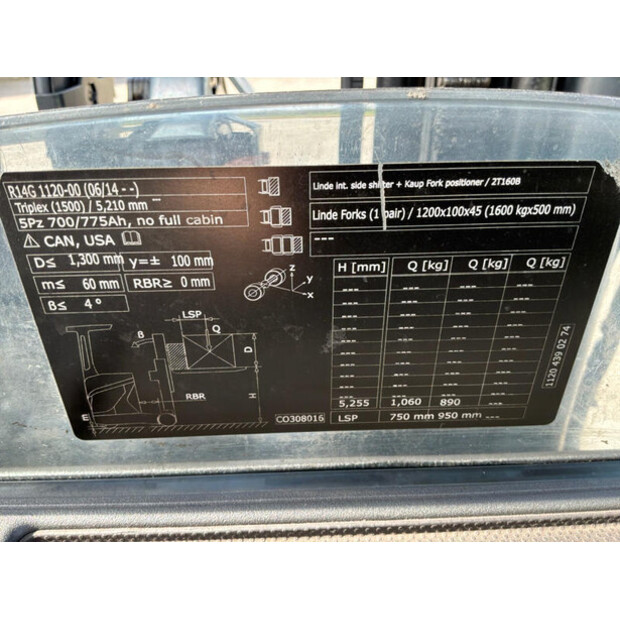 R14G 1120-00 (06/14 - -)
Triplex (1500) / 5,210 mm ---
5Pz 700/775Ah, no full cabin
CAN, USA
D≤ 1,300 mm y=± 100 mm
m≤ 60 mm RBR≥ 0 mm
B≤ 4°
Linde int. side shifter + Kaup Fork positioner / 2T160B
Linde Forks (1 pair) / 1200x100x45 (1600 kgx500 mm)
---
z
y
x
LSP
B
Q
D
RBR
H
m
CO308016
H [mm] Q [kg] Q [kg] Q [kg]
--- --- --- ---
--- --- --- ---
--- --- --- ---
--- --- --- ---
--- --- --- ---
--- --- --- ---
--- --- --- ---
--- --- --- ---
--- --- --- ---
5,255 1,060 890 ---
LSP 750 mm 950 mm ---
1120 439 02 74